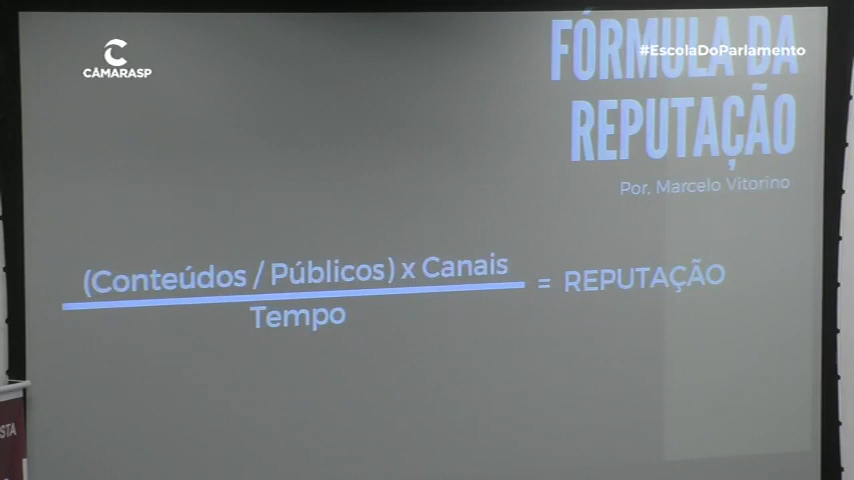 CÂMARASP
#EscolaDoParlamento
FÓRMULA DA
REPUTAÇÃO
Por, Marcelo Vitorino
(Conteúdos / Públicos) x Canais
Tempo
= REPUTAÇÃO
STA